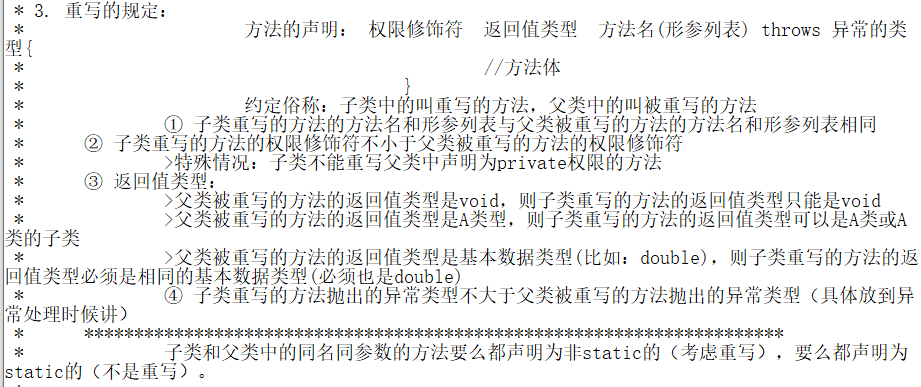 * 3. 重写的规定:
* 方法的声明: 权限修饰符 返回值类型 方法名(形参列表) throws 异常的类
型{
* //方法体
* }
* 约定俗称: 子类中的叫重写的方法, 父类中的叫被重写的方法
* ① 子类重写的方法的方法名和形参列表与父类被重写的方法的方法名和形参列表相同
* ② 子类重写的方法的权限修饰符不小于父类被重写的方法的权限修饰符
* >特殊情况: 子类不能重写父类中声明为private权限的方法
* ③ 返回值类型:
* >父类被重写的方法的返回值类型是void, 则子类重写的方法的返回值类型只能是void
* >父类被重写的方法的返回值类型是A类型, 则子类重写的方法的返回值类型可以是A类或A
类的子类
* >父类被重写的方法的返回值类型是基本数据类型(比如: double), 则子类重写的方法的返
回值类型必须是相同的基本数据类型(必须也是double)
* ④ 子类重写的方法抛出的异常类型不大于父类被重写的方法抛出的异常类型（具体放到异
常处理时候讲）
* **********************************************************************
* 子类和父类中的同名同参数的方法要么都声明为非static的（考虑重写）, 要么都声明为
static的（不是重写）。